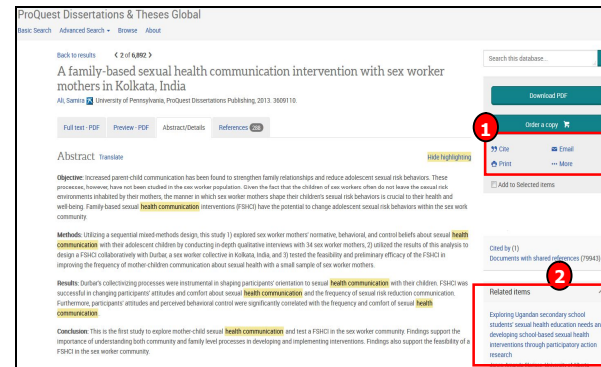 ProQuest Dissertations & Theses Global
Basic Search Advanced Search Browse About
Back to results 2 of 6,892
A family-based sexual health communication intervention with sex worker
mothers in Kolkata, India
Ali, Samira University of Pennsylvania, ProQuest Dissertations Publishing, 2013. 3609110.
Full text - PDF Preview - PDF Abstract/Details References 268
Abstract Translate Hide highlighting
Objective: Increased parent-child communication has been found to strengthen family relationships and reduce adolescent sexual risk behaviors. These
processes, however, have not been studied in the sex worker population. Given the fact that the children of sex workers often do not leave the sexual risk
environments inhabited by their mothers, the manner in which sex worker mothers shape their children's sexual risk behaviors is crucial to their health and
well-being. Family-based sexual health communication interventions (FSHCI) have the potential to change adolescent sexual risk behaviors within the sex work
community.
Methods: Utilizing a sequential mixed-methods design, this study 1) explored sex worker mothers' normative, behavioral, and control beliefs about sexual health
communication with their adolescent children by conducting in-depth qualitative interviews with 34 sex worker mothers, 2) utilized the results of this analysis to
design a FSHCI collaboratively with Durbar, a sex worker collective in Kolkata, India, and 3) tested the feasibility and preliminary efficacy of the FSHCI in
improving the frequency of mother-children communication about sexual health with a small sample of sex worker mothers.
Results: Durbar's collectivizing processes were instrumental in shaping participants' orientation to sexual health communication with their children. FSHCI was
successful in changing participants' attitudes and comfort about sexual health communication and the frequency of sexual risk reduction communication.
Furthermore, participants' attitudes and perceived behavioral control were significantly correlated with the frequency and comfort of sexual health
communication.
Conclusion: This is the first study to explore mother-child sexual health communication and test a FSHCI in the sex worker community. Findings support the
importance of understanding both community and family level processes in developing and implementing interventions. Findings also support the feasibility of a
FSHCI in the sex worker community.
Search this database...
Download PDF
Order a copy
1
Cite Email
Print More
Add to Selected items
Cited by (1)
Documents with shared references (79943)
2
Related items
Exploring Ugandan secondary school
students' sexual health education needs an
developing school-based sexual health
interventions through participatory action
research